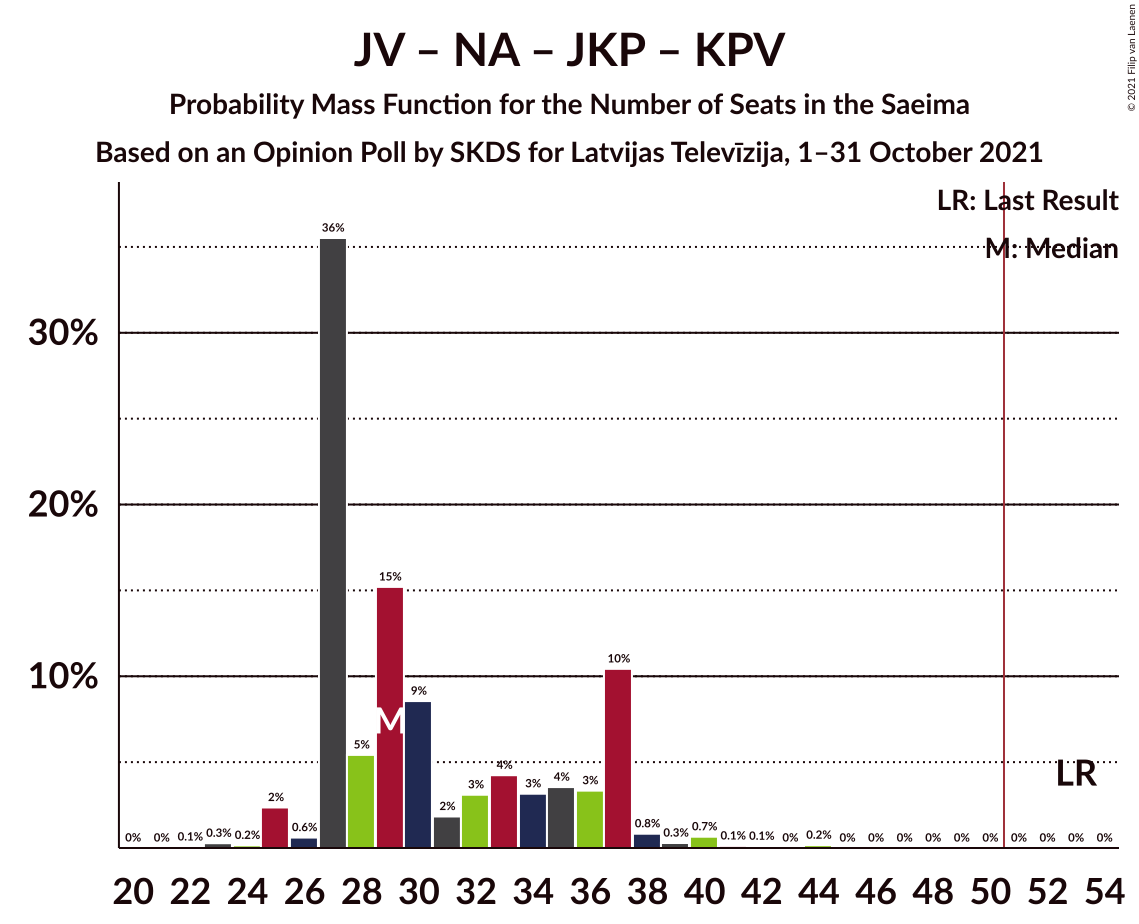 JV – NA – JKP – KPV
Probability Mass Function for the Number of Seats in the Saeima
Based on an Opinion Poll by SKDS for Latvijas Televīzija, 1–31 October 2021
© 2021 Filip van Laenen
LR: Last Result
M: Median
30%
20%
10%
0% 0% 0.1% 0.3% 0.2% 2% 0.6% 36% 5% 15% 9% 2% 3% 4% 3% 4% 3% 10% 0.8% 0.3% 0.7% 0.1% 0.1% 0% 0.2% 0% 0% 0% 0% 0% 0% 0% 0% 0% 0%
M
LR
20 22 24 26 28 30 32 34 36 38 40 42 44 46 48 50 52 54